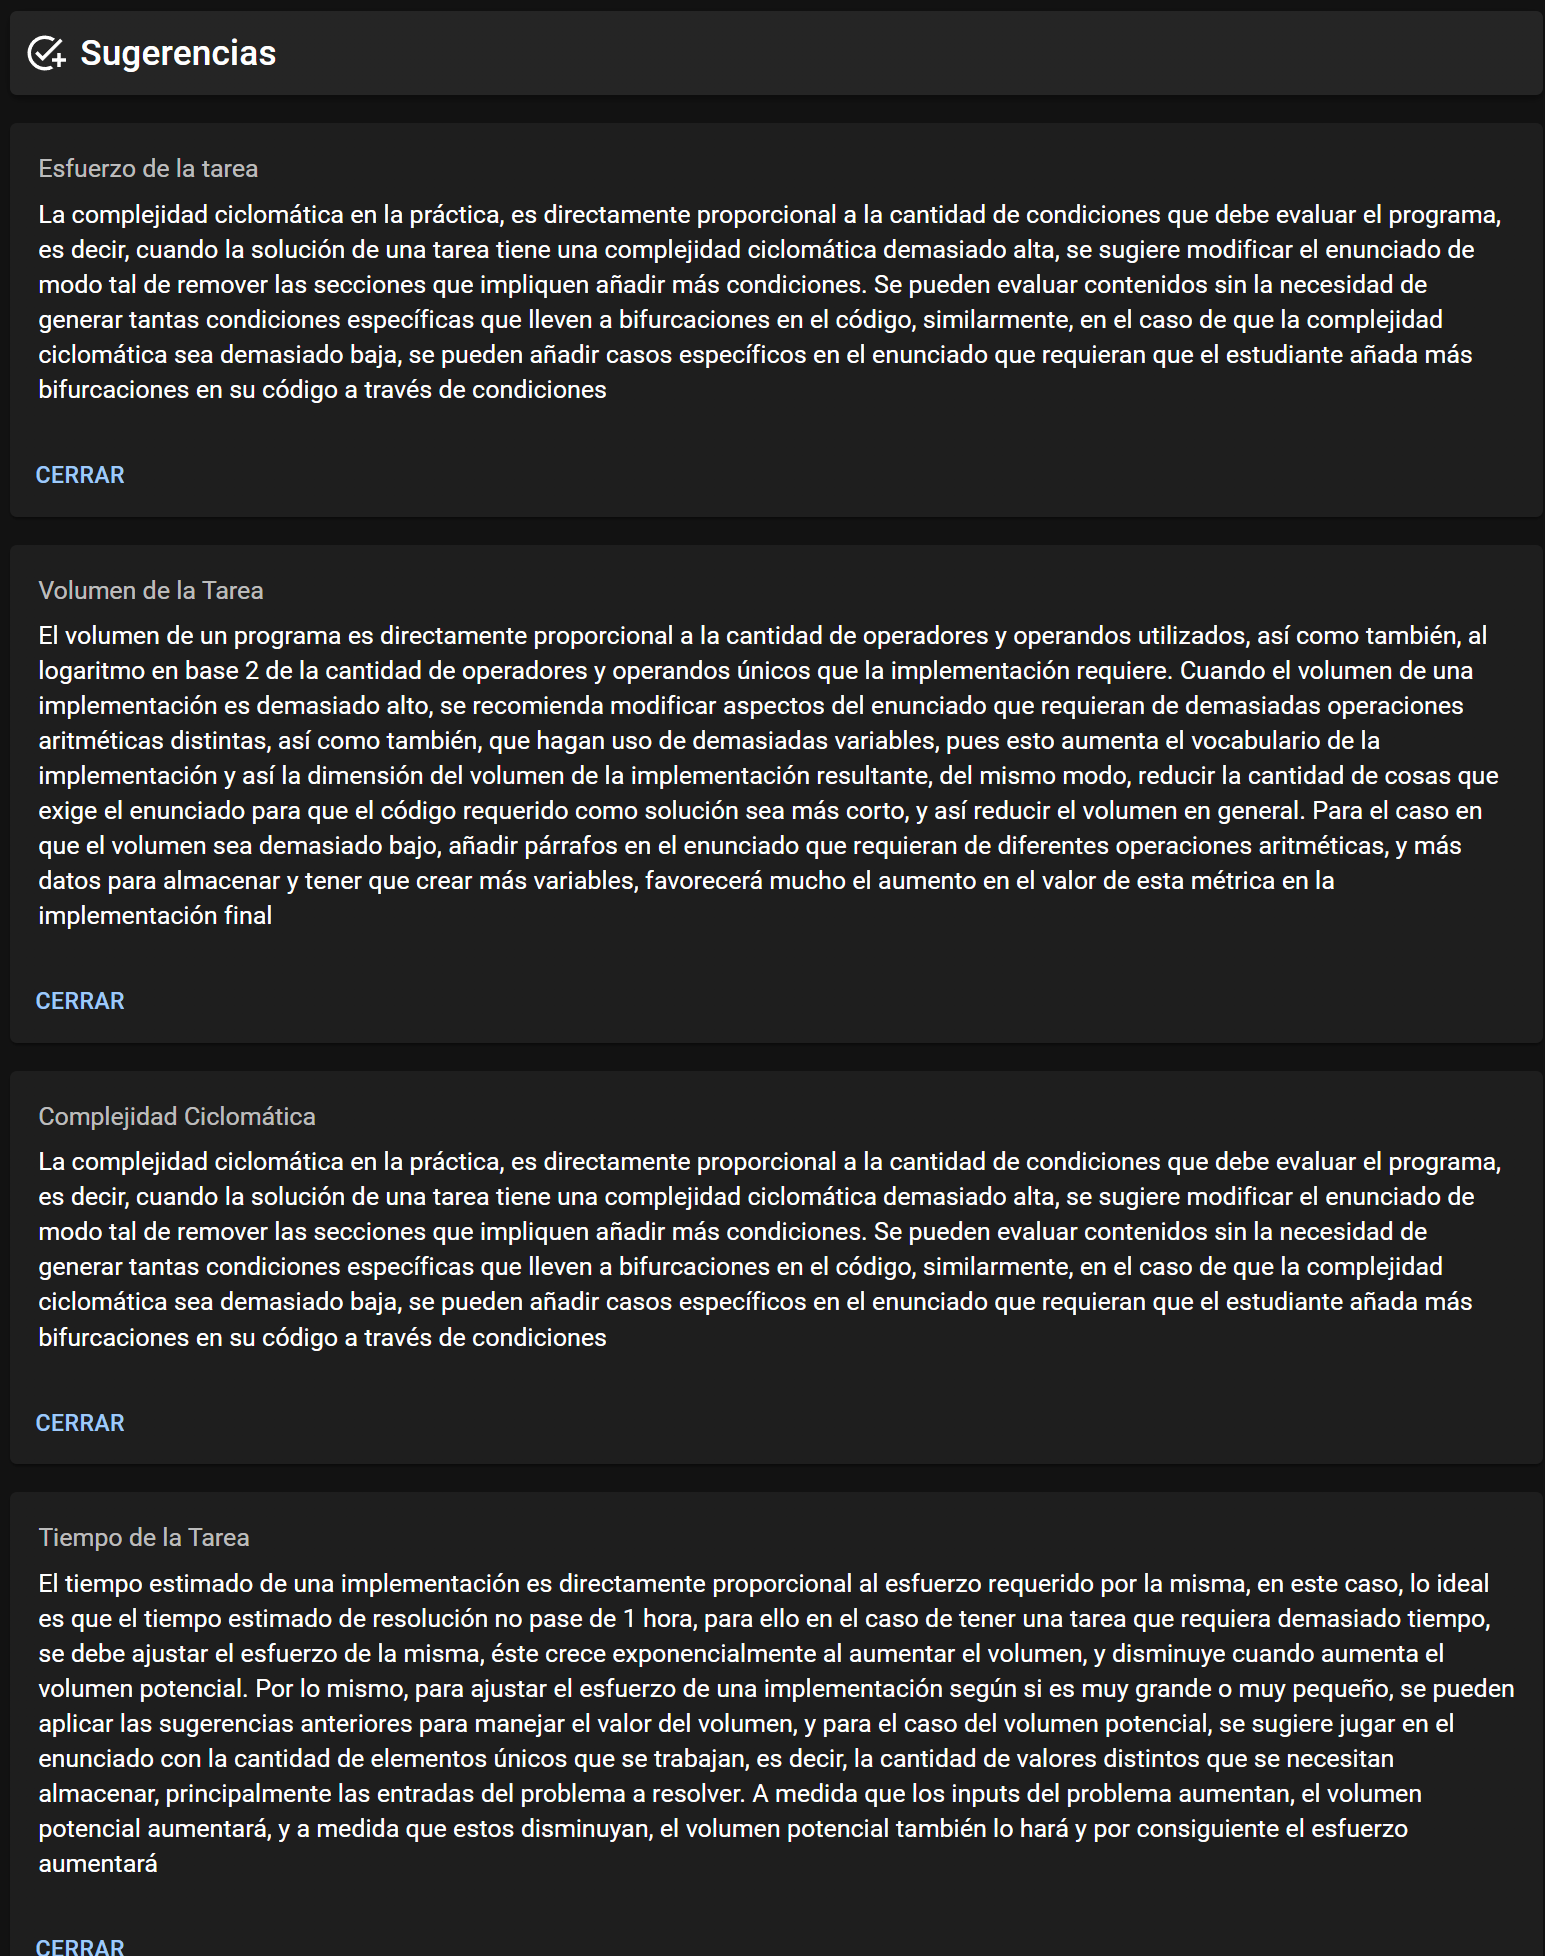 Sugerencias
Esfuerzo de la tarea
La complejidad ciclomática en la práctica, es directamente proporcional a la cantidad de condiciones que debe evaluar el programa,
es decir, cuando la solución de una tarea tiene una complejidad ciclomática demasiado alta, se sugiere modificar el enunciado de
modo tal de remover las secciones que impliquen añadir más condiciones. Se pueden evaluar contenidos sin la necesidad de
generar tantas condiciones específicas que lleven a bifurcaciones en el código, similarmente, en el caso de que la complejidad
ciclomática sea demasiado baja, se pueden añadir casos específicos en el enunciado que requieran que el estudiante añada más
bifurcaciones en su código a través de condiciones
CERRAR
Volumen de la Tarea
El volumen de un programa es directamente proporcional a la cantidad de operadores y operandos utilizados, así como también, al
logaritmo en base 2 de la cantidad de operadores y operandos únicos que la implementación requiere. Cuando el volumen de una
implementación es demasiado alto, se recomienda modificar aspectos del enunciado que requieran de demasiadas operaciones
aritméticas distintas, así como también, que hagan uso de demasiadas variables, pues esto aumenta el vocabulario de la
implementación y así la dimensión del volumen de la implementación resultante, del mismo modo, reducir la cantidad de cosas que
exige el enunciado para que el código requerido como solución sea más corto, y así reducir el volumen en general. Para el caso en
que el volumen sea demasiado bajo, añadir párrafos en el enunciado que requieran de diferentes operaciones aritméticas, y más
datos para almacenar y tener que crear más variables, favorecerá mucho el aumento en el valor de esta métrica en la
implementación final
CERRAR
Complejidad Ciclomática
La complejidad ciclomática en la práctica, es directamente proporcional a la cantidad de condiciones que debe evaluar el programa,
es decir, cuando la solución de una tarea tiene una complejidad ciclomática demasiado alta, se sugiere modificar el enunciado de
modo tal de remover las secciones que impliquen añadir más condiciones. Se pueden evaluar contenidos sin la necesidad de
generar tantas condiciones específicas que lleven a bifurcaciones en el código, similarmente, en el caso de que la complejidad
ciclomática sea demasiado baja, se pueden añadir casos específicos en el enunciado que requieran que el estudiante añada más
bifurcaciones en su código a través de condiciones
CERRAR
Tiempo de la Tarea
El tiempo estimado de una implementación es directamente proporcional al esfuerzo requerido por la misma, en este caso, lo ideal
es que el tiempo estimado de resolución no pase de 1 hora, para ello en el caso de tener una tarea que requiera demasiado tiempo,
se debe ajustar el esfuerzo de la misma, éste crece exponencialmente al aumentar el volumen, y disminuye cuando aumenta el
volumen potencial. Por lo mismo, para ajustar el esfuerzo de una implementación según si es muy grande o muy pequeño, se pueden
aplicar las sugerencias anteriores para manejar el valor del volumen, y para el caso del volumen potencial, se sugiere jugar en el
enunciado con la cantidad de elementos únicos que se trabajan, es decir, la cantidad de valores distintos que se necesitan
almacenar, principalmente las entradas del problema a resolver. A medida que los inputs del problema aumentan, el volumen
potencial aumentará, y a medida que estos disminuyan, el volumen potencial también lo hará y por consiguiente el esfuerzo
aumentará
CERRAR